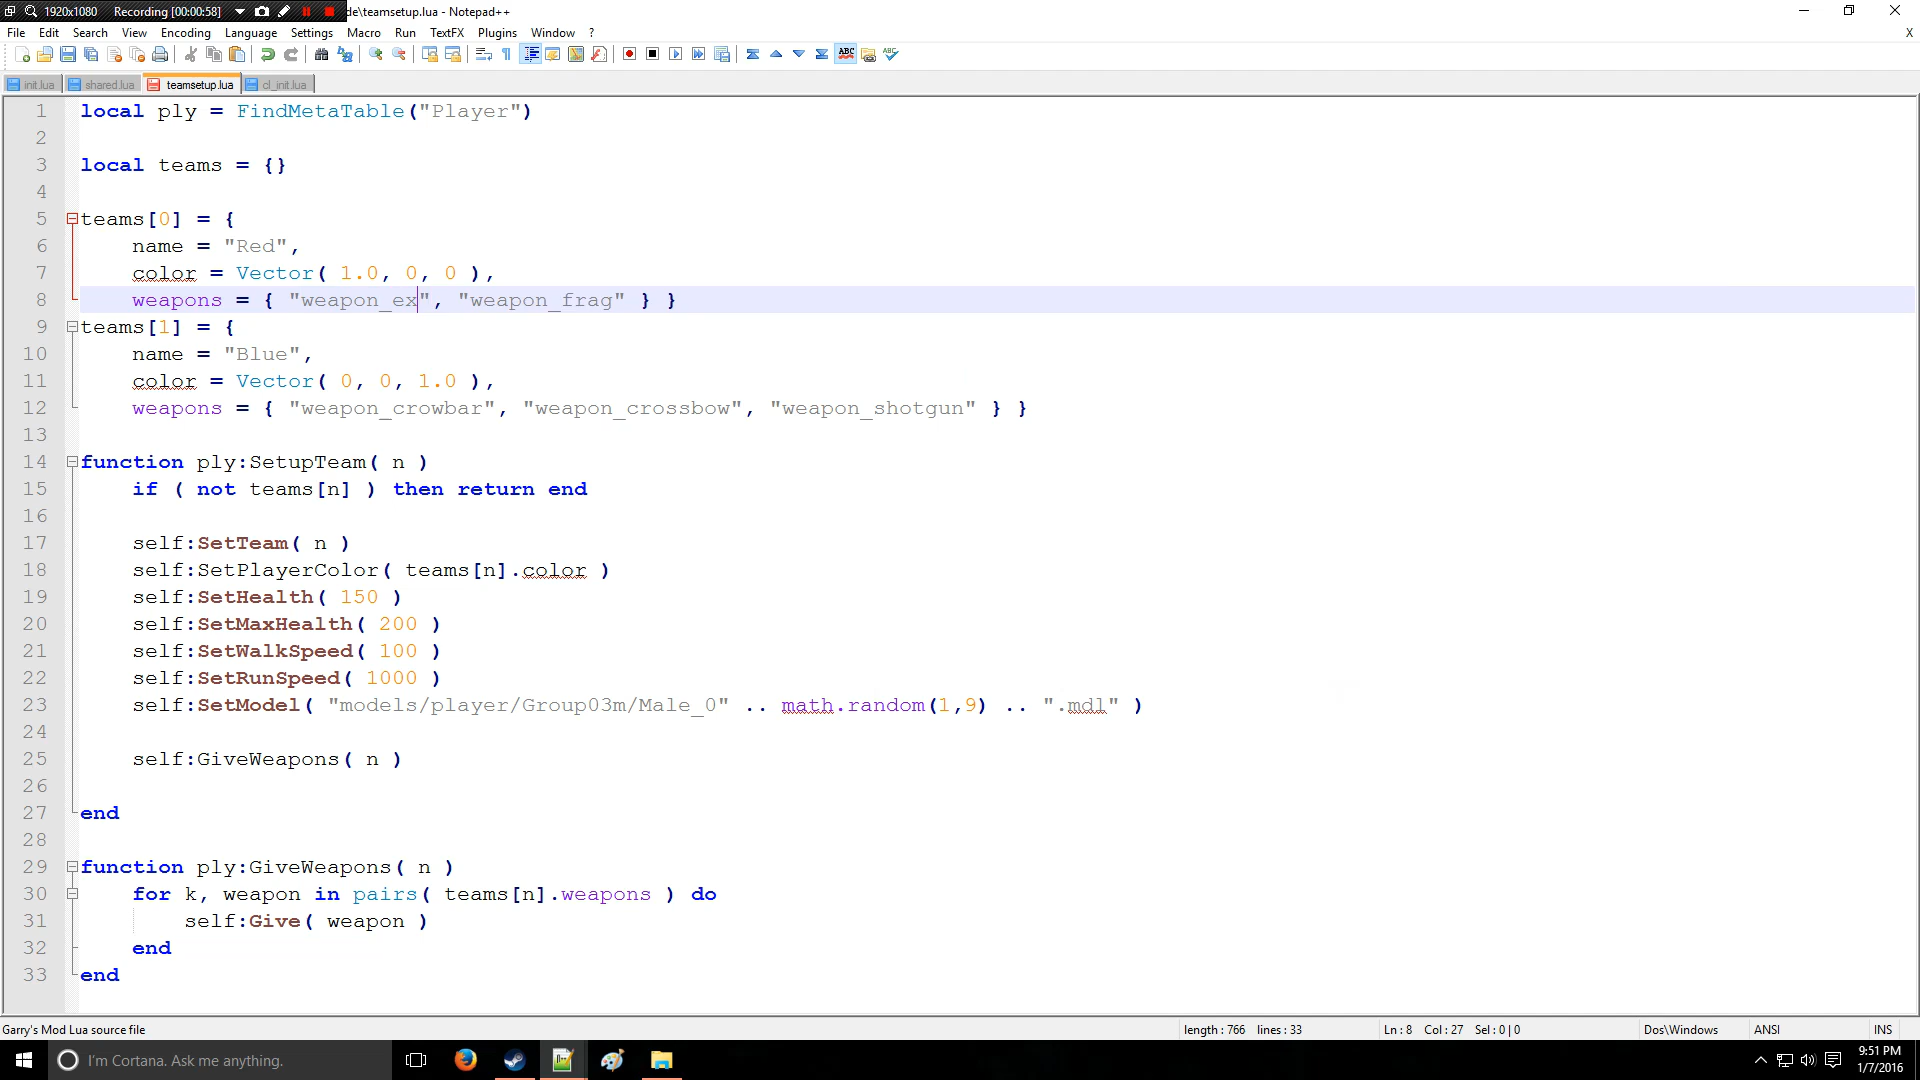 1920x1080 Recording [00:00:58] de\teamsetup.lua - Notepad++
File Edit Search View Encoding Language Settings Macro Run TextFX Plugins Window ? X
init.lua shared.lua teamsetup.lua cl_init.lua
1 local ply = FindMetaTable("Player")
2
3 local teams = {}
4
5 teams[0] = {
6 name = "Red",
7 color = Vector( 1.0, 0, 0 ),
8 weapons = { "weapon_ex", "weapon_frag" } }
9 teams[1] = {
10 name = "Blue",
11 color = Vector( 0, 0, 1.0 ),
12 weapons = { "weapon_crowbar", "weapon_crossbow", "weapon_shotgun" } }
13
14 function ply:SetupTeam( n )
15 if ( not teams[n] ) then return end
16
17 self:SetTeam( n )
18 self:SetPlayerColor( teams[n].color )
19 self:SetHealth( 150 )
20 self:SetMaxHealth( 200 )
21 self:SetWalkSpeed( 100 )
22 self:SetRunSpeed( 1000 )
23 self:SetModel( "models/player/Group03m/Male_0" .. math.random(1,9) .. ".mdl" )
24
25 self:GiveWeapons( n )
26
27 end
28
29 function ply:GiveWeapons( n )
30 for k, weapon in pairs( teams[n].weapons ) do
31 self:Give( weapon )
32 end
33 end
Garry's Mod Lua source file length : 766 lines : 33 Ln : 8 Col : 27 Sel : 0 | 0 Dos\Windows ANSI INS
I'm Cortana. Ask me anything. 9:51 PM
1/7/2016